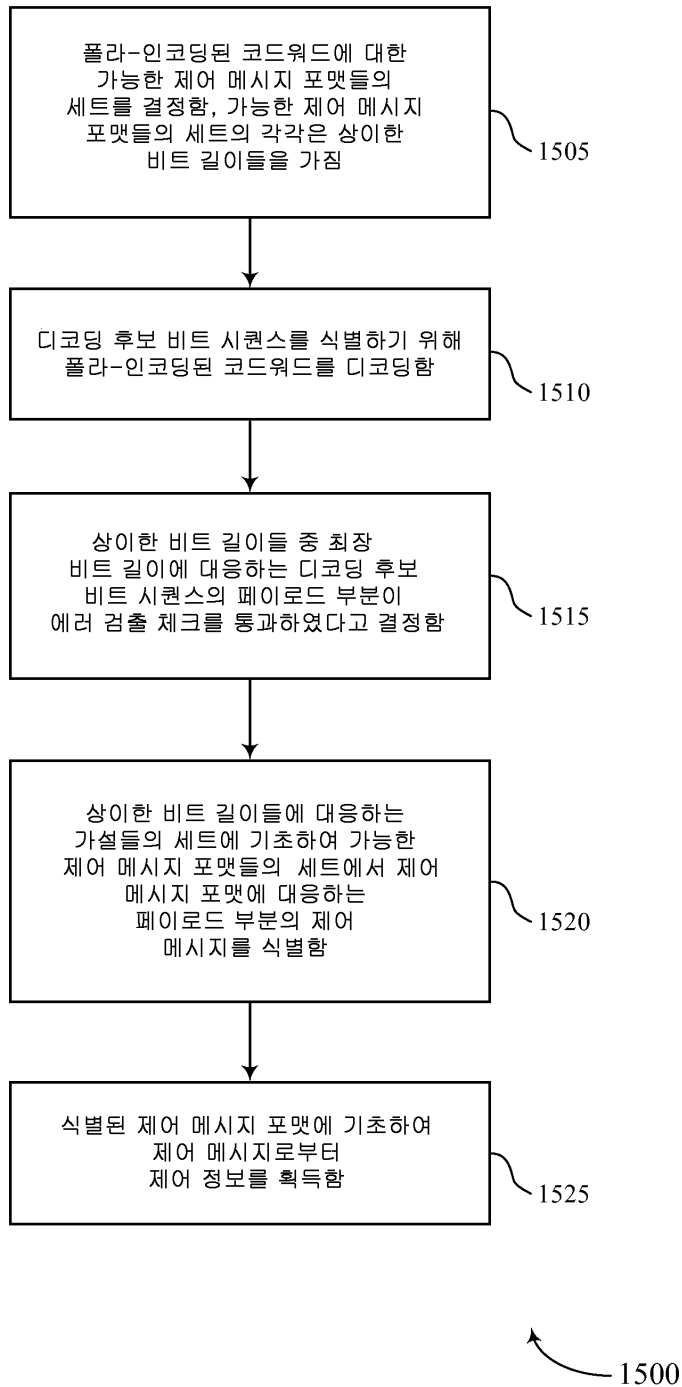 폴라-인코딩된 코드워드에 대한
가능한 제어 메시지 포맷들의
세트를 결정함, 가능한 제어 메시지
포맷들의 세트의 각각은 상이한
비트 길이들을 가짐
1505
디코딩 후보 비트 시퀀스를 식별하기 위해
폴라-인코딩된 코드워드를 디코딩함
1510
상이한 비트 길이들 중 최장
비트 길이에 대응하는 디코딩 후보
비트 시퀀스의 페이로드 부분이
에러 검출 체크를 통과하였다고 결정함
1515
상이한 비트 길이들에 대응하는
가설들의 세트에 기초하여 가능한
제어 메시지 포맷들의 세트에서 제어
메시지 포맷에 대응하는
페이로드 부분의 제어
메시지를 식별함
1520
식별된 제어 메시지 포맷에 기초하여
제어 메시지로부터
제어 정보를 획득함
1525
1500